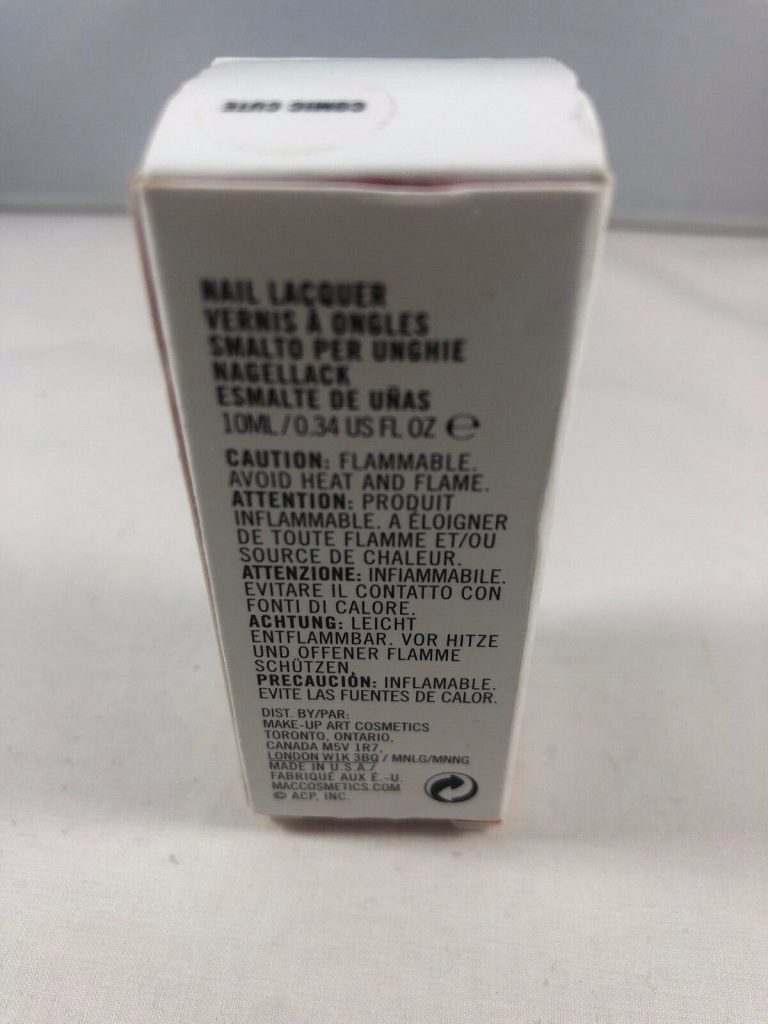 COMIC CUTE
NAIL LACQUER
VERNIS À ONGLES
SMALTO PER UNGHIE
NAGELLACK
ESMALTE DE UÑAS
10ML / 0.34 US FL OZ ℮
CAUTION: FLAMMABLE.
AVOID HEAT AND FLAME.
ATTENTION: PRODUIT
INFLAMMABLE. A ÉLOIGNER
DE TOUTE FLAMME ET/OU
SOURCE DE CHALEUR.
ATTENZIONE: INFIAMMABILE.
EVITARE IL CONTATTO CON
FONTI DI CALORE.
ACHTUNG: LEICHT
ENTFLAMMBAR. VOR HITZE
UND OFFENER FLAMME
SCHÜTZEN.
PRECAUCIÓN: INFLAMABLE.
EVITE LAS FUENTES DE CALOR.
DIST. BY/PAR:
MAKE-UP ART COSMETICS
TORONTO, ONTARIO,
CANADA M5V 1R7,
LONDON W1K 3BQ / MNLG/MNNG
MADE IN U.S.A./
FABRIQUÉ AUX É.-U.
MACCOSMETICS.COM
© ACP, INC.